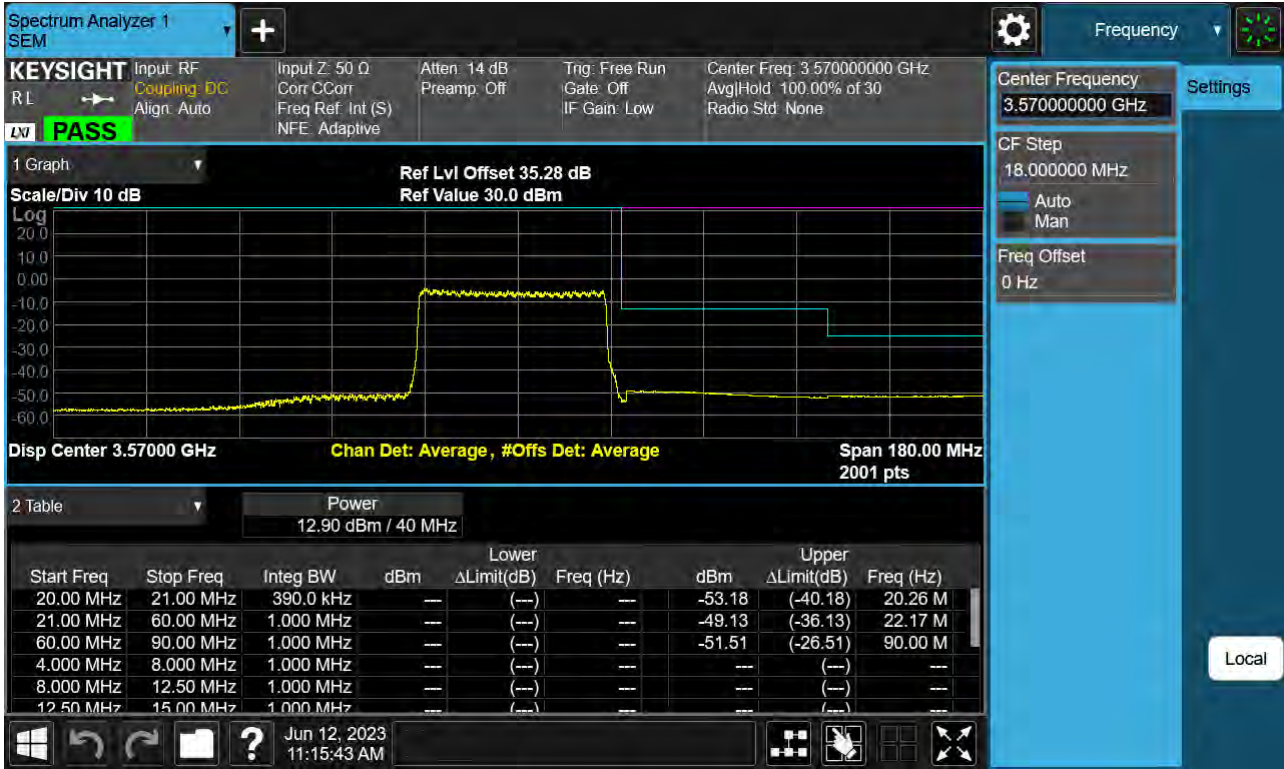 Spectrum Analyzer 1
SEM
Frequency
KEYSIGHT
R L
LXI
PASS
Input: RF
Coupling: DC
Align: Auto
Input Z: 50 Ω
Corr CCorr
Freq Ref: Int (S)
NFE: Adaptive
Atten: 14 dB
Preamp: Off
Trig: Free Run
Gate: Off
IF Gain: Low
Center Freq: 3.570000000 GHz
Avg|Hold: 100.00% of 30
Radio Std: None
Center Frequency
3.570000000 GHz
Settings
CF Step
18.000000 MHz
Auto
Man
Freq Offset
0 Hz
Local
1 Graph
Scale/Div 10 dB
Ref Lvl Offset 35.28 dB
Ref Value 30.0 dBm
Log
20.0
10.0
0.00
-10.0
-20.0
-30.0
-40.0
-50.0
-60.0
Disp Center 3.57000 GHz
Chan Det: Average, #Offs Det: Average
Span 180.00 MHz
2001 pts
2 Table
Power
12.90 dBm / 40 MHz
Lower Upper
Start Freq Stop Freq Integ BW dBm ΔLimit(dB) Freq (Hz) dBm ΔLimit(dB) Freq (Hz)
20.00 MHz 21.00 MHz 390.0 kHz --- (---) --- -53.18 (-40.18) 20.26 M
21.00 MHz 60.00 MHz 1.000 MHz --- (---) --- -49.13 (-36.13) 22.17 M
60.00 MHz 90.00 MHz 1.000 MHz --- (---) --- -51.51 (-26.51) 90.00 M
4.000 MHz 8.000 MHz 1.000 MHz --- (---) --- --- (---) ---
8.000 MHz 12.50 MHz 1.000 MHz --- (---) --- --- (---) ---
12.50 MHz 15.00 MHz 1.000 MHz --- (---) --- --- (---) ---
Jun 12, 2023
11:15:43 AM